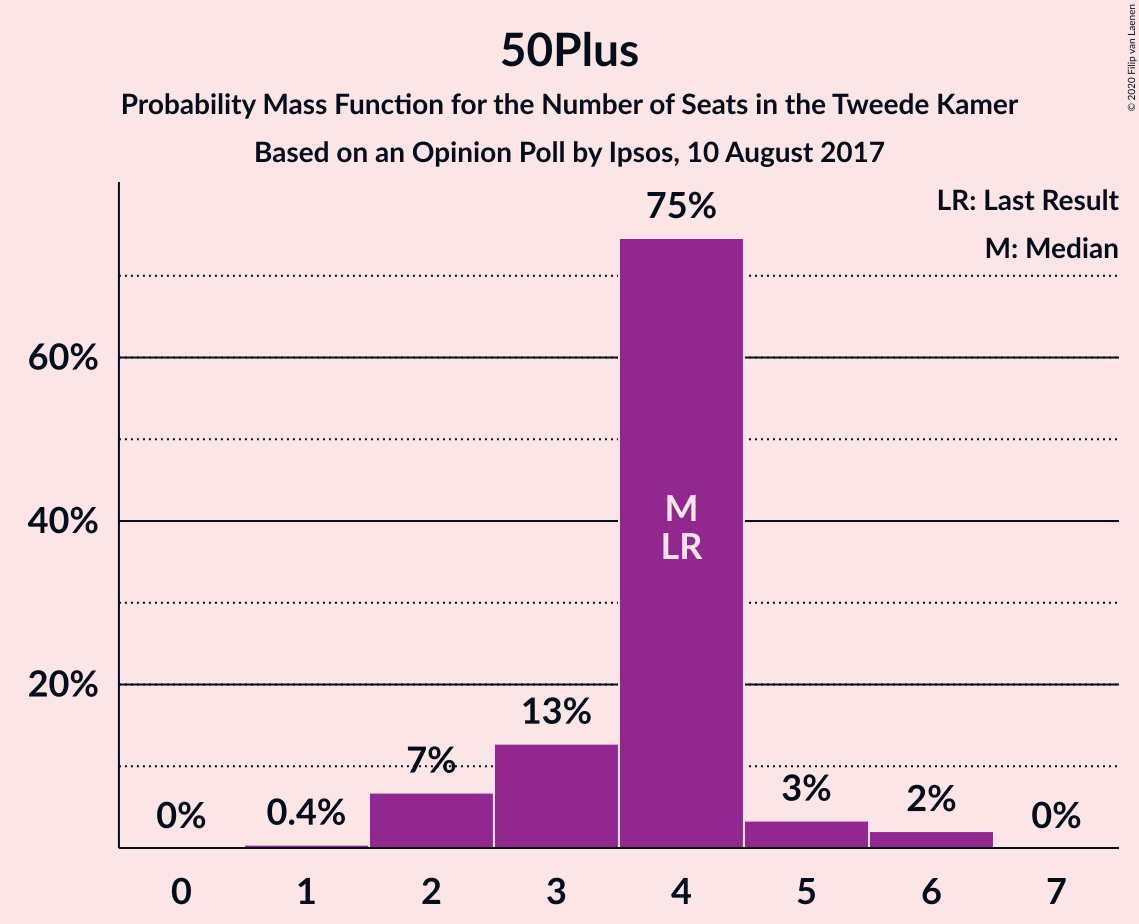 50Plus
Probability Mass Function for the Number of Seats in the Tweede Kamer
Based on an Opinion Poll by Ipsos, 10 August 2017
© 2020 Filip van Laenen
LR: Last Result
M: Median
75%
60%
40%
20%
M
LR
0%
0.4%
7%
13%
3%
2%
0%
0 1 2 3 4 5 6 7